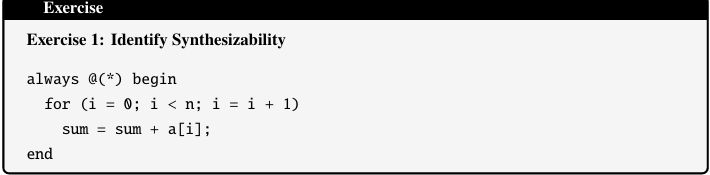 Exercise
Exercise 1: Identify Synthesizability
always @(*) begin
  for (i = 0; i < n; i = i + 1)
    sum = sum + a[i];
end